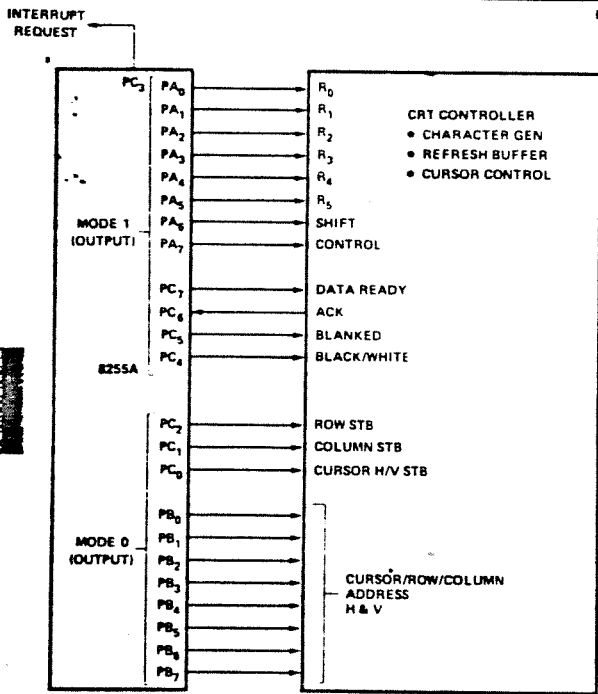 INTERRUPT
REQUEST
PC3
PA0
R0
PA1
R1
CRT CONTROLLER
PA2
R2
• CHARACTER GEN
PA3
R3
• REFRESH BUFFER
PA4
R4
• CURSOR CONTROL
PA5
R5
MODE 1
(OUTPUT)
PA6
SHIFT
PA7
CONTROL
PC7
DATA READY
PC6
ACK
PC5
BLANKED
PC4
BLACK/WHITE
8255A
PC2
ROW STB
PC1
COLUMN STB
PC0
CURSOR H/V STB
MODE 0
(OUTPUT)
PB0
PB1
PB2
PB3
PB4
PB5
PB6
PB7
CURSOR/ROW/COLUMN
ADDRESS
H & V